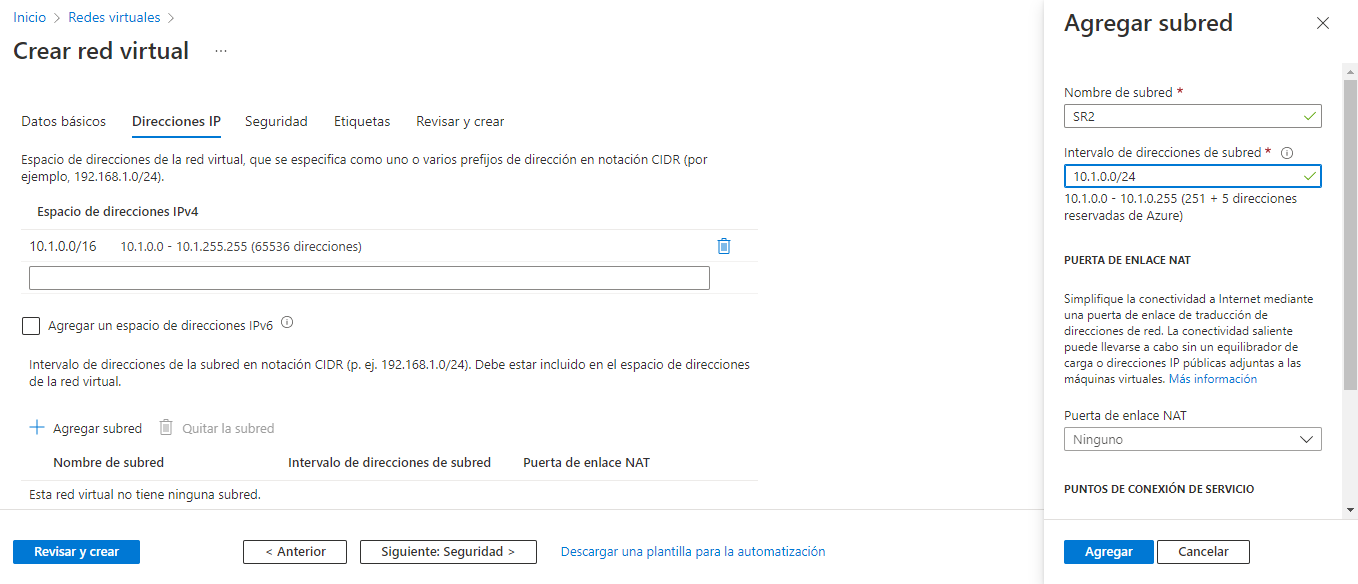 Inicio > Redes virtuales >
Crear red virtual ...
Datos básicos Direcciones IP Seguridad Etiquetas Revisar y crear
Espacio de direcciones de la red virtual, que se especifica como uno o varios prefijos de dirección en notación CIDR (por
ejemplo, 192.168.1.0/24).
Espacio de direcciones IPv4
10.1.0.0/16 10.1.0.0 - 10.1.255.255 (65536 direcciones)
Agregar un espacio de direcciones IPv6
Intervalo de direcciones de la subred en notación CIDR (p. ej. 192.168.1.0/24). Debe estar incluido en el espacio de direcciones
de la red virtual.
+ Agregar subred Quitar la subred
Nombre de subred Intervalo de direcciones de subred Puerta de enlace NAT
Esta red virtual no tiene ninguna subred.
Revisar y crear < Anterior Siguiente: Seguridad > Descargar una plantilla para la automatización
Agregar subred
Nombre de subred *
SR2
Intervalo de direcciones de subred *
10.1.0.0/24
10.1.0.0 - 10.1.0.255 (251 + 5 direcciones
reservadas de Azure)
PUERTA DE ENLACE NAT
Simplifique la conectividad a Internet mediante
una puerta de enlace de traducción de
direcciones de red. La conectividad saliente
puede llevarse a cabo sin un equilibrador de
carga o direcciones IP públicas adjuntas a las
máquinas virtuales. Más información
Puerta de enlace NAT
Ninguno
PUNTOS DE CONEXIÓN DE SERVICIO
Agregar Cancelar